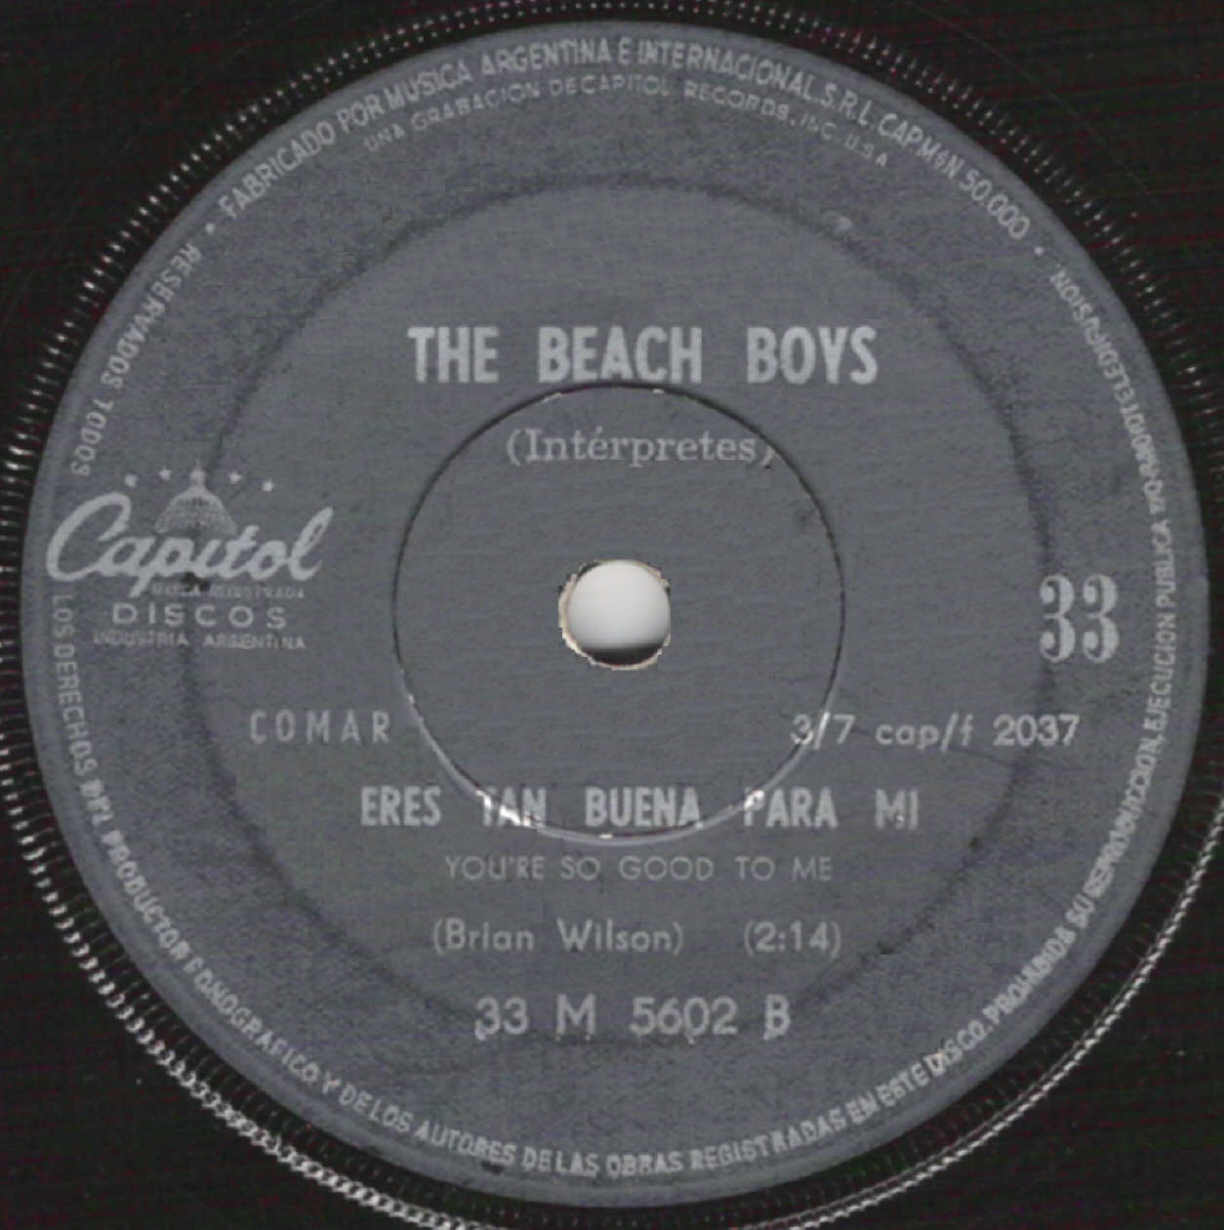 • FABRICADO POR MUSICA ARGENTINA E INTERNACIONAL S.R.L. CAP M$N 50.000 •
UNA GRABACION DE CAPITOL RECORDS, INC. U.S.A
THE BEACH BOYS
(Intérpretes)
Capitol
MARCA REGISTRADA
DISCOS
INDUSTRIA ARGENTINA
33
COMAR
3/7 cap/f 2037
ERES TAN BUENA PARA MI
YOU'RE SO GOOD TO ME
(Brian Wilson) (2:14)
33 M 5602 B
RESERVADOS TODOS LOS DERECHOS DEL PRODUCTOR FONOGRAFICO Y DE LOS AUTORES DE LAS OBRAS REGISTRADAS EN ESTE DISCO. PROHIBIDA SU REPRODUCCION, EJECUCION PUBLICA Y/O RADIOTELEDIFUSION